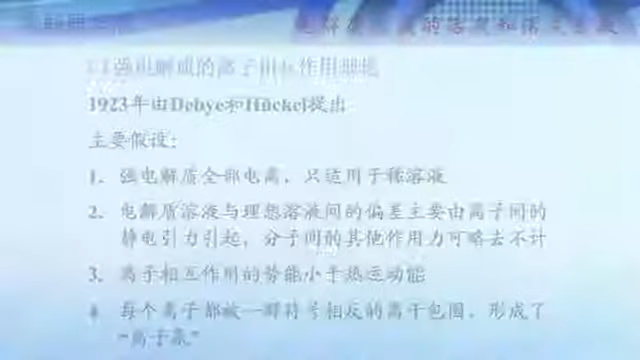 强电解质的离子相互作用理论
1923年由Debye和Hückel提出
主要假设：
1. 强电解质全部电离，只适用于稀溶液
2. 电解质溶液与理想溶液间的偏差主要由离子间的
静电引力引起，分子间的其他作用力可略去不计
3. 离子相互作用的势能小于热运动能
4 每个离子都被一群符号相反的离子包围，形成了
“离子氛”